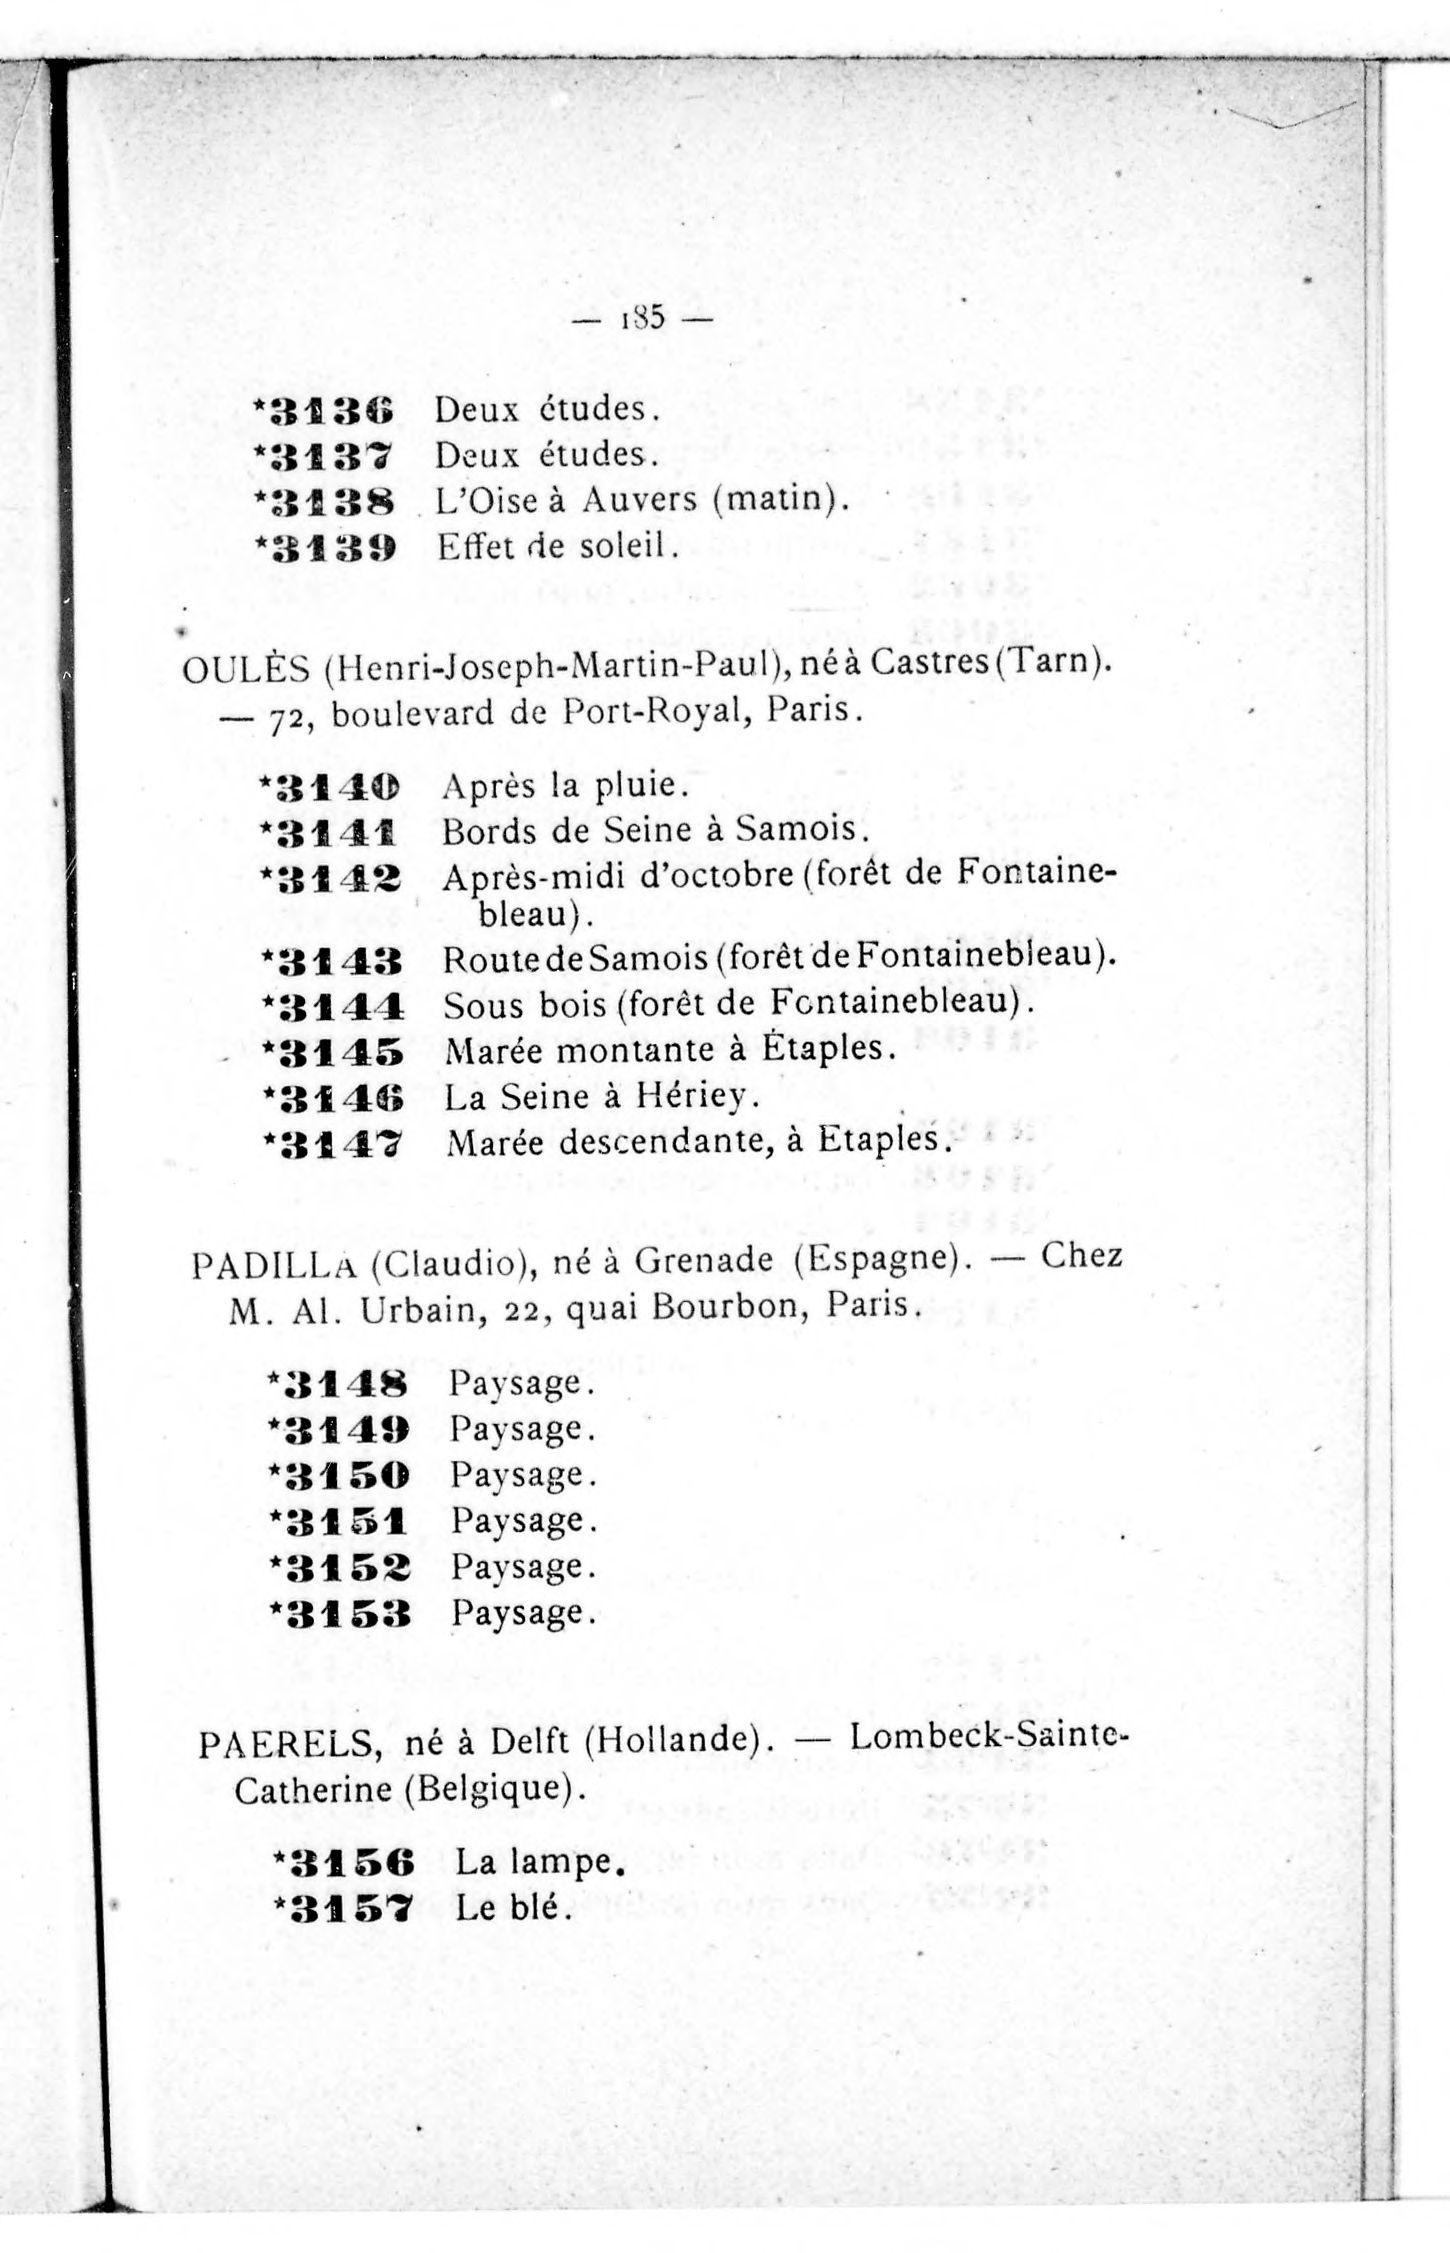 — 185 —
*3136 Deux études.
*3137 Deux études.
*3138 L'Oise à Auvers (matin).
*3139 Effet de soleil.
OULÈS (Henri-Joseph-Martin-Paul), né à Castres (Tarn).
— 72, boulevard de Port-Royal, Paris.
*3140 Après la pluie.
*3141 Bords de Seine à Samois.
*3142 Après-midi d'octobre (forêt de Fontaine-
bleau).
*3143 Route de Samois (forêt de Fontainebleau).
*3144 Sous bois (forêt de Fontainebleau).
*3145 Marée montante à Étaples.
*3146 La Seine à Hériey.
*3147 Marée descendante, à Etaples.
PADILLA (Claudio), né à Grenade (Espagne). — Chez
M. Al. Urbain, 22, quai Bourbon, Paris.
*3148 Paysage.
*3149 Paysage.
*3150 Paysage.
*3151 Paysage.
*3152 Paysage.
*3153 Paysage.
PAERELS, né à Delft (Hollande). — Lombeck-Sainte-
Catherine (Belgique).
*3156 La lampe.
*3157 Le blé.